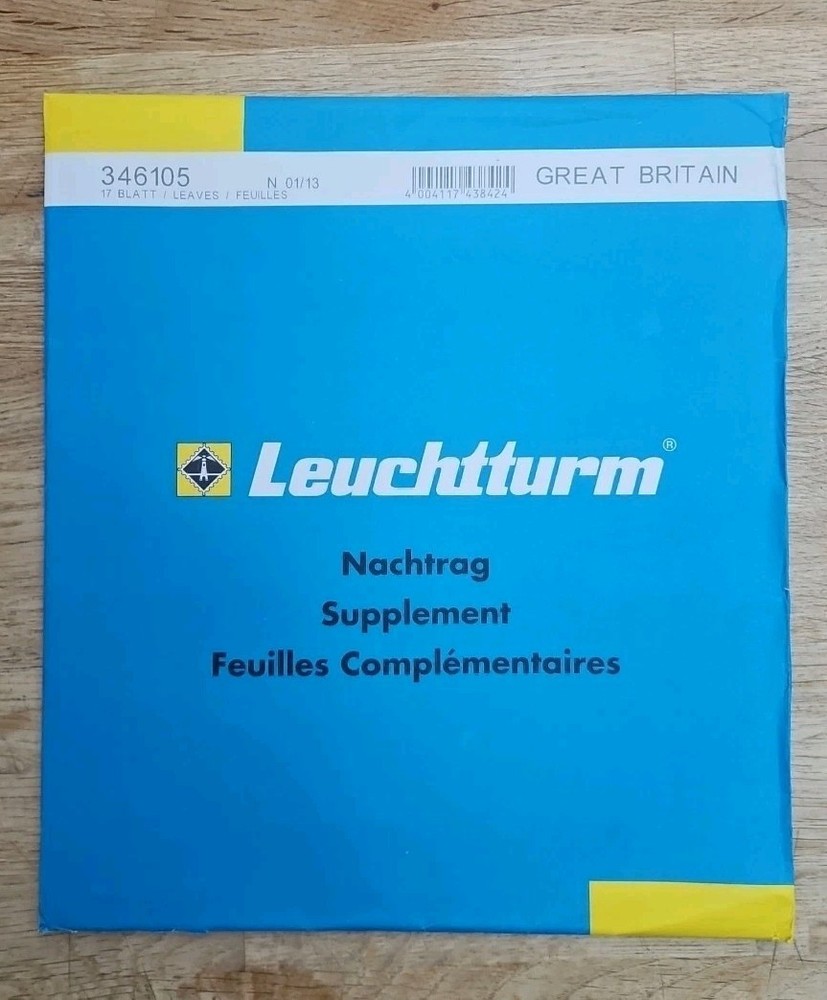 346105 N 01/13
17 BLATT / LEAVES / FEUILLES
4 004117 438424
GREAT BRITAIN
Leuchtturm®
Nachtrag
Supplement
Feuilles Complémentaires